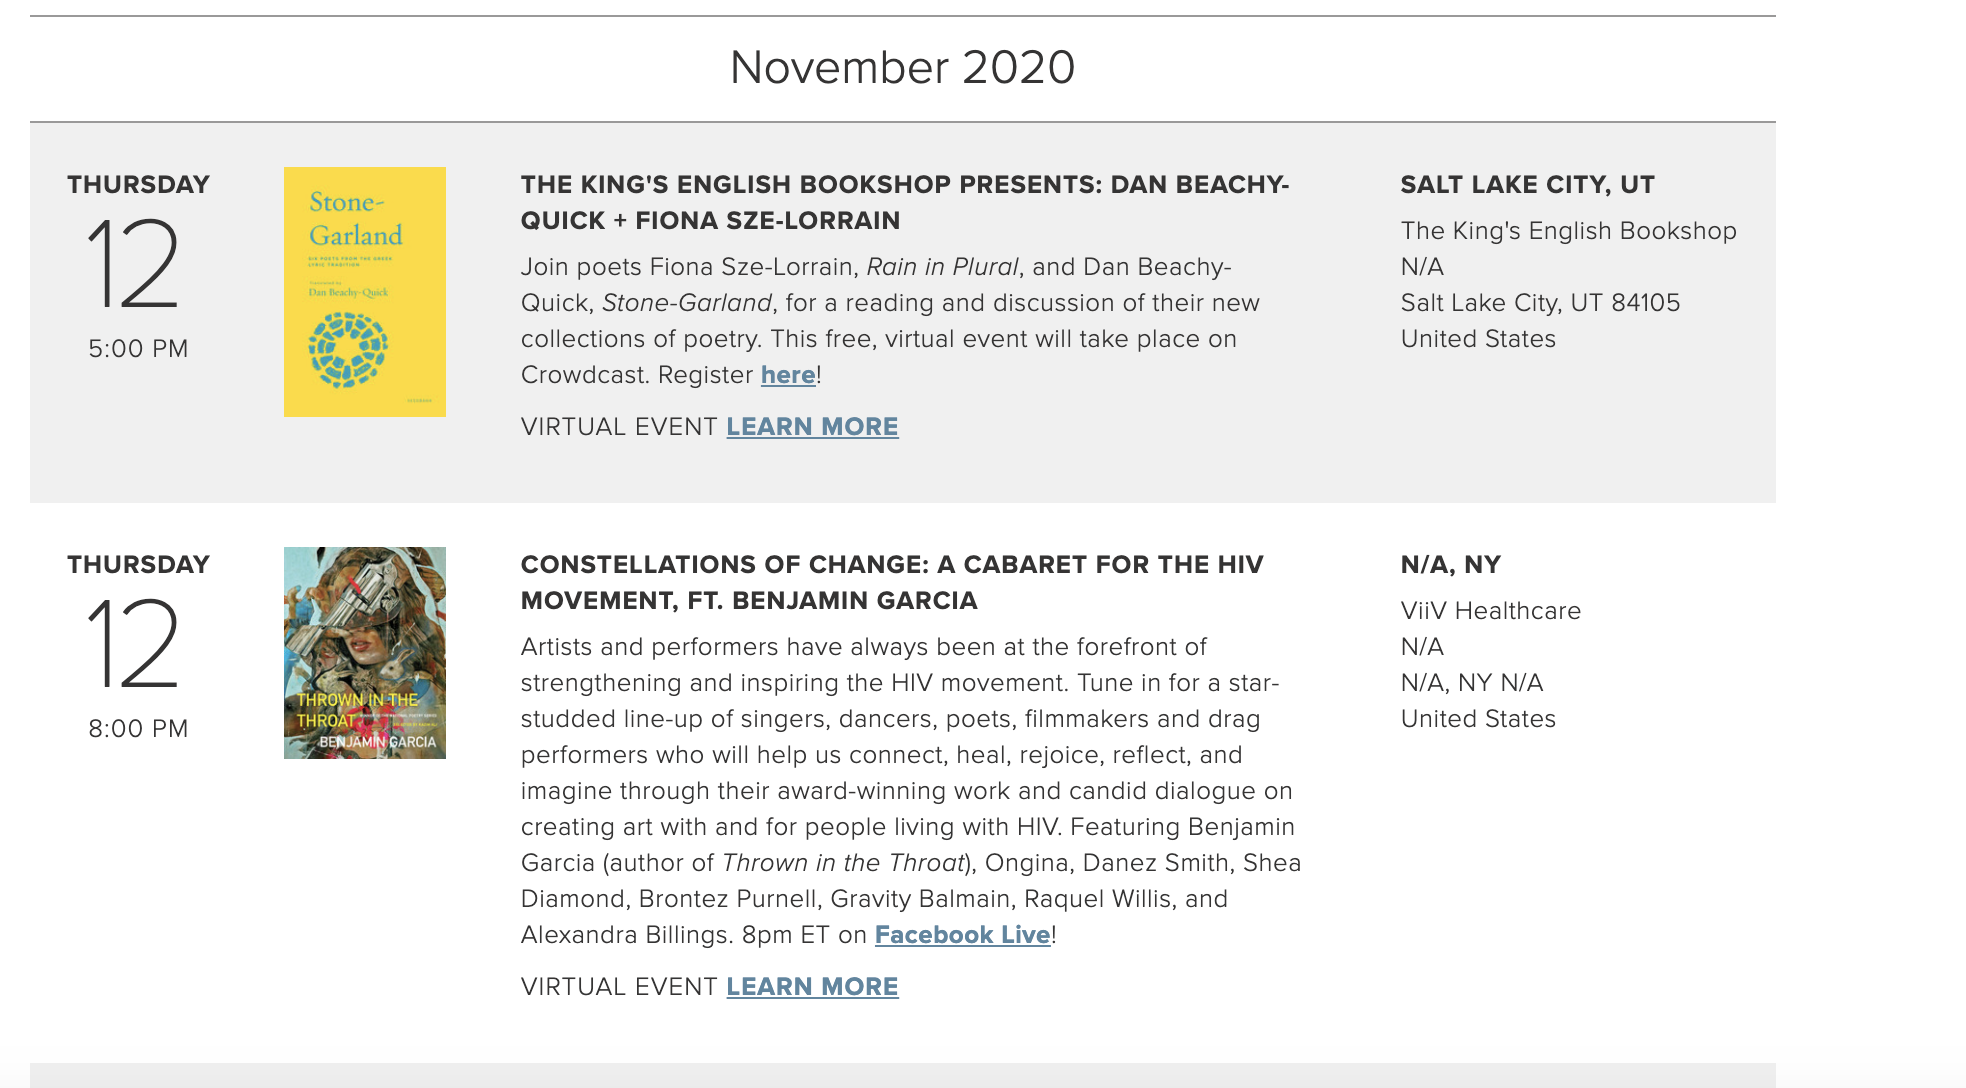 November 2020
THURSDAY
12
5:00 PM
Stone-
Garland
SIX POETS FROM THE GREEK
LYRIC TRADITION
Dan Beachy-Quick
THE KING'S ENGLISH BOOKSHOP PRESENTS: DAN BEACHY-
QUICK + FIONA SZE-LORRAIN
Join poets Fiona Sze-Lorrain, Rain in Plural, and Dan Beachy-
Quick, Stone-Garland, for a reading and discussion of their new
collections of poetry. This free, virtual event will take place on
Crowdcast. Register here!
VIRTUAL EVENT LEARN MORE
SALT LAKE CITY, UT
The King's English Bookshop
N/A
Salt Lake City, UT 84105
United States
THURSDAY
12
8:00 PM
THROWN IN THE
THROAT
BENJAMIN GARCIA
CONSTELLATIONS OF CHANGE: A CABARET FOR THE HIV
MOVEMENT, FT. BENJAMIN GARCIA
Artists and performers have always been at the forefront of
strengthening and inspiring the HIV movement. Tune in for a star-
studded line-up of singers, dancers, poets, filmmakers and drag
performers who will help us connect, heal, rejoice, reflect, and
imagine through their award-winning work and candid dialogue on
creating art with and for people living with HIV. Featuring Benjamin
Garcia (author of Thrown in the Throat), Ongina, Danez Smith, Shea
Diamond, Brontez Purnell, Gravity Balmain, Raquel Willis, and
Alexandra Billings. 8pm ET on Facebook Live!
VIRTUAL EVENT LEARN MORE
N/A, NY
ViiV Healthcare
N/A
N/A, NY N/A
United States